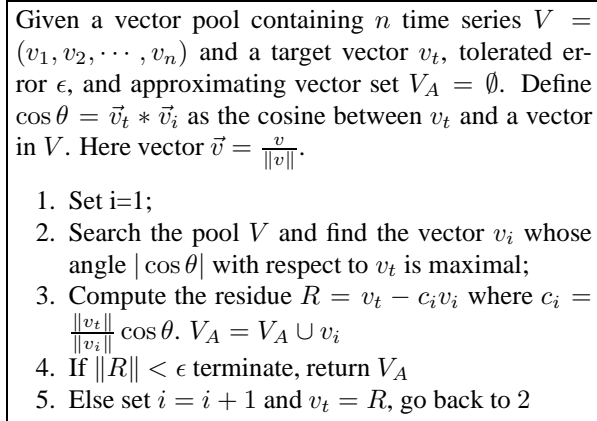 Given a vector pool containing n time series V =
(v₁, v₂, ⋯ , vₙ) and a target vector vₜ, tolerated er-
ror ϵ, and approximating vector set V_A = ∅. Define
cos θ = v⃗ₜ ∗ v⃗ᵢ as the cosine between vₜ and a vector
in V. Here vector v⃗ = v/‖v‖.
1. Set i=1;
2. Search the pool V and find the vector vᵢ whose
angle | cos θ| with respect to vₜ is maximal;
3. Compute the residue R = vₜ − cᵢvᵢ where cᵢ =
‖vₜ‖/‖vᵢ‖ cos θ. V_A = V_A ∪ vᵢ
4. If ‖R‖ < ϵ terminate, return V_A
5. Else set i = i + 1 and vₜ = R, go back to 2